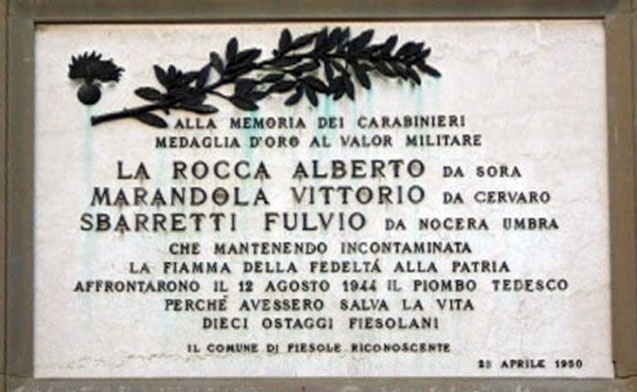 ALLA MEMORIA DEI CARABINIERI
MEDAGLIA D'ORO AL VALOR MILITARE
LA ROCCA ALBERTO DA SORA
MARANDOLA VITTORIO DA CERVARO
SBARRETTI FULVIO DA NOCERA UMBRA
CHE MANTENENDO INCONTAMINATA
LA FIAMMA DELLA FEDELTÁ ALLA PATRIA
AFFRONTARONO IL 12 AGOSTO 1944 IL PIOMBO TEDESCO
PERCHÉ AVESSERO SALVA LA VITA
DIECI OSTAGGI FIESOLANI
IL COMUNE DI FIESOLE RICONOSCENTE
25 APRILE 1950